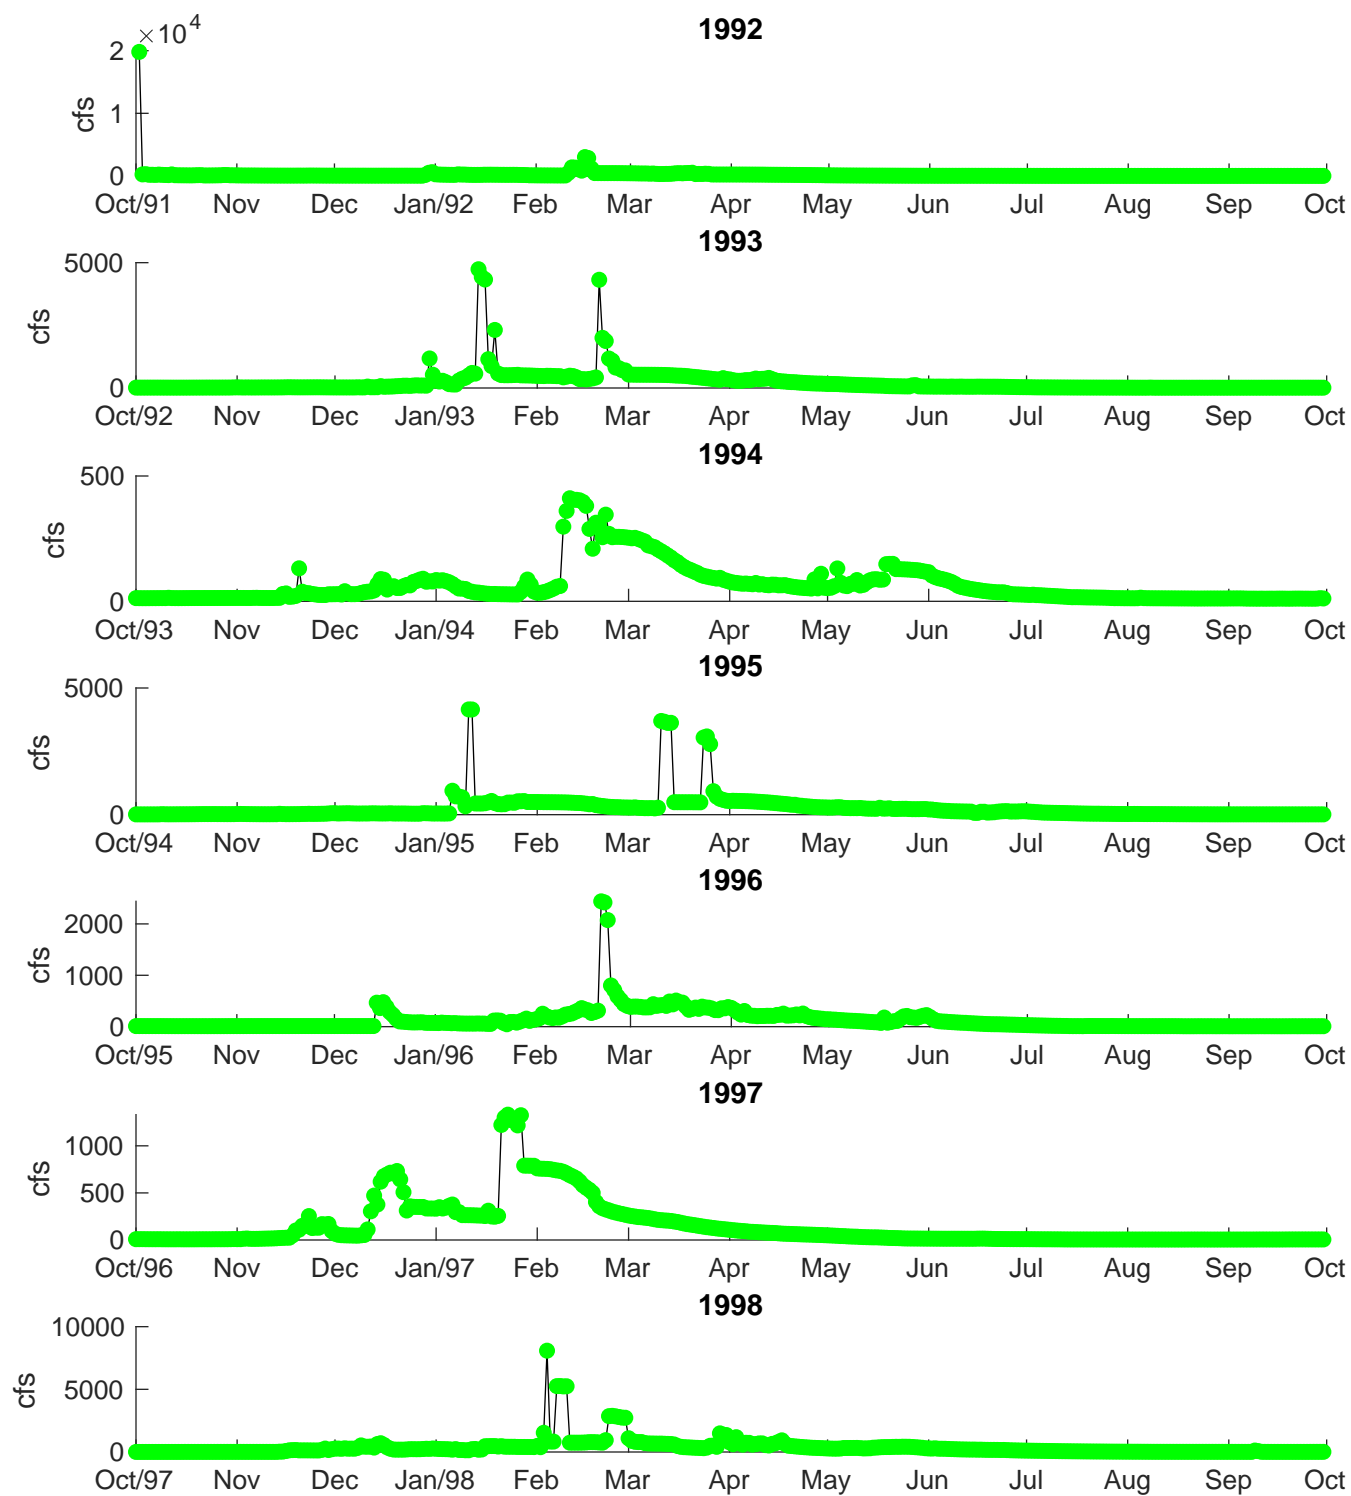 1992
×10^4
2
1
0
cfs
Oct/91 Nov Dec Jan/92 Feb Mar Apr May Jun Jul Aug Sep Oct
1993
5000
0
cfs
Oct/92 Nov Dec Jan/93 Feb Mar Apr May Jun Jul Aug Sep Oct
1994
500
0
cfs
Oct/93 Nov Dec Jan/94 Feb Mar Apr May Jun Jul Aug Sep Oct
1995
5000
0
cfs
Oct/94 Nov Dec Jan/95 Feb Mar Apr May Jun Jul Aug Sep Oct
1996
2000
1000
0
cfs
Oct/95 Nov Dec Jan/96 Feb Mar Apr May Jun Jul Aug Sep Oct
1997
1000
500
0
cfs
Oct/96 Nov Dec Jan/97 Feb Mar Apr May Jun Jul Aug Sep Oct
1998
10000
5000
0
cfs
Oct/97 Nov Dec Jan/98 Feb Mar Apr May Jun Jul Aug Sep Oct